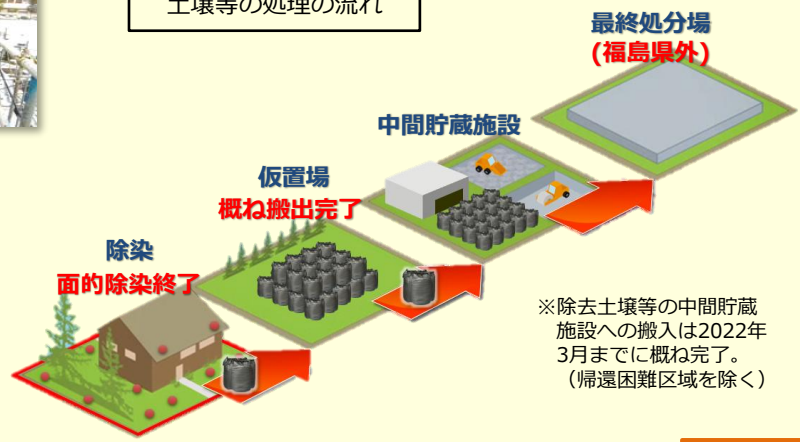 土壌等の処理の流れ
最終処分場
(福島県外)
中間貯蔵施設
仮置場
概ね搬出完了
除染
面的除染終了
※除去土壌等の中間貯蔵
施設への搬入は2022年
3月までに概ね完了。
（帰還困難区域を除く）